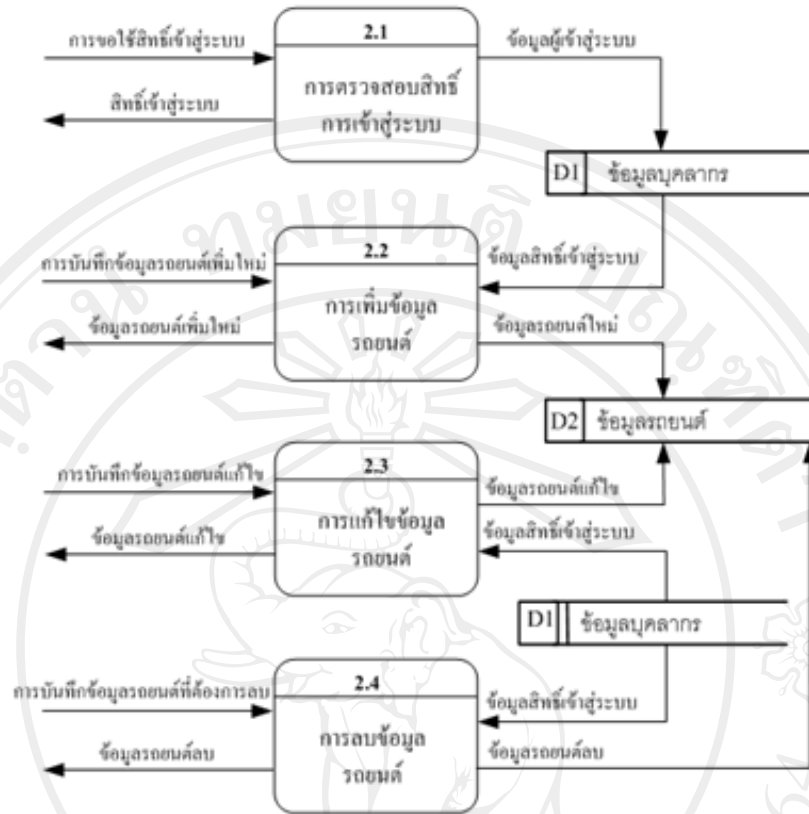 2.1
การขอใช้สิทธิ์เข้าสู่ระบบ
ข้อมูลผู้เข้าสู่ระบบ
การตรวจสอบสิทธิ์
การเข้าสู่ระบบ
สิทธิ์เข้าสู่ระบบ
D1 ข้อมูลบุคลากร
2.2
การบันทึกข้อมูลรถยนต์เพิ่มใหม่
ข้อมูลสิทธิ์เข้าสู่ระบบ
การเพิ่มข้อมูล
รถยนต์
ข้อมูลรถยนต์เพิ่มใหม่
ข้อมูลรถยนต์ใหม่
D2 ข้อมูลรถยนต์
2.3
การบันทึกข้อมูลรถยนต์แก้ไข
ข้อมูลรถยนต์แก้ไข
การแก้ไขข้อมูล
รถยนต์
ข้อมูลรถยนต์แก้ไข
ข้อมูลสิทธิ์เข้าสู่ระบบ
D1 ข้อมูลบุคลากร
2.4
การบันทึกข้อมูลรถยนต์ที่ต้องการลบ
ข้อมูลสิทธิ์เข้าสู่ระบบ
การลบข้อมูล
รถยนต์
ข้อมูลรถยนต์ลบ
ข้อมูลรถยนต์ลบ